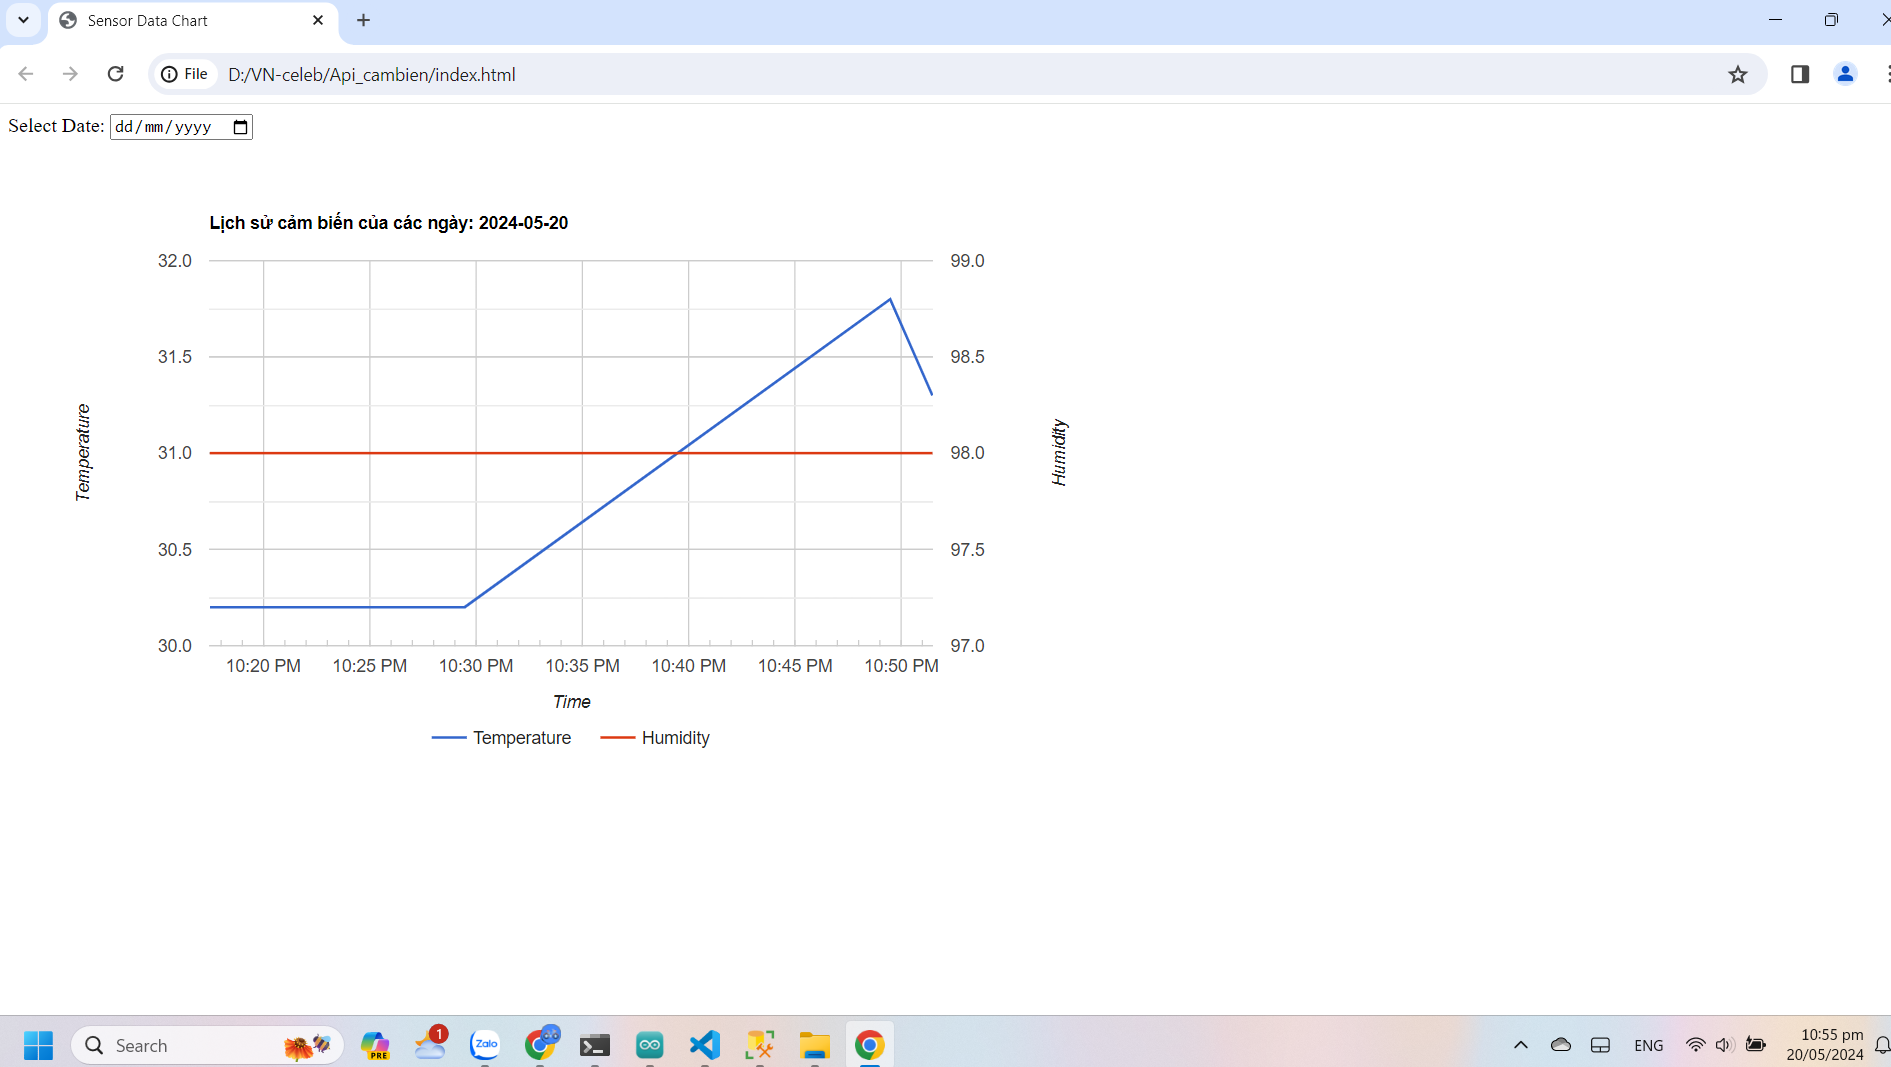 Sensor Data Chart
File D:/VN-celeb/Api_cambien/index.html
Select Date: dd/mm/yyyy
Lịch sử cảm biến của các ngày: 2024-05-20
32.0 99.0
31.5 98.5
31.0 98.0
30.5 97.5
30.0 97.0
Temperature
Humidity
10:20 PM 10:25 PM 10:30 PM 10:35 PM 10:40 PM 10:45 PM 10:50 PM
Time
Temperature Humidity
Search PRE 1 Zalo ENG 10:55 pm
20/05/2024